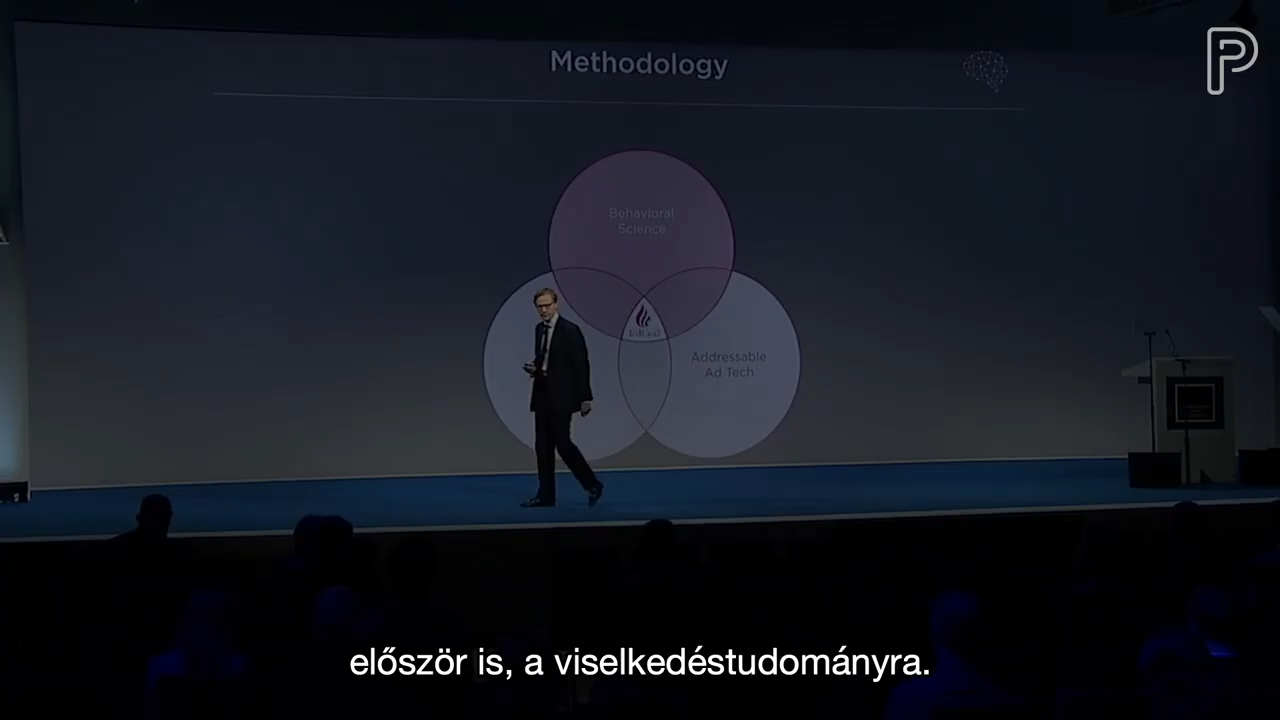 Methodology
P
Behavioral
Science
Addressable
Ad Tech
először is, a viselkedéstudományra.